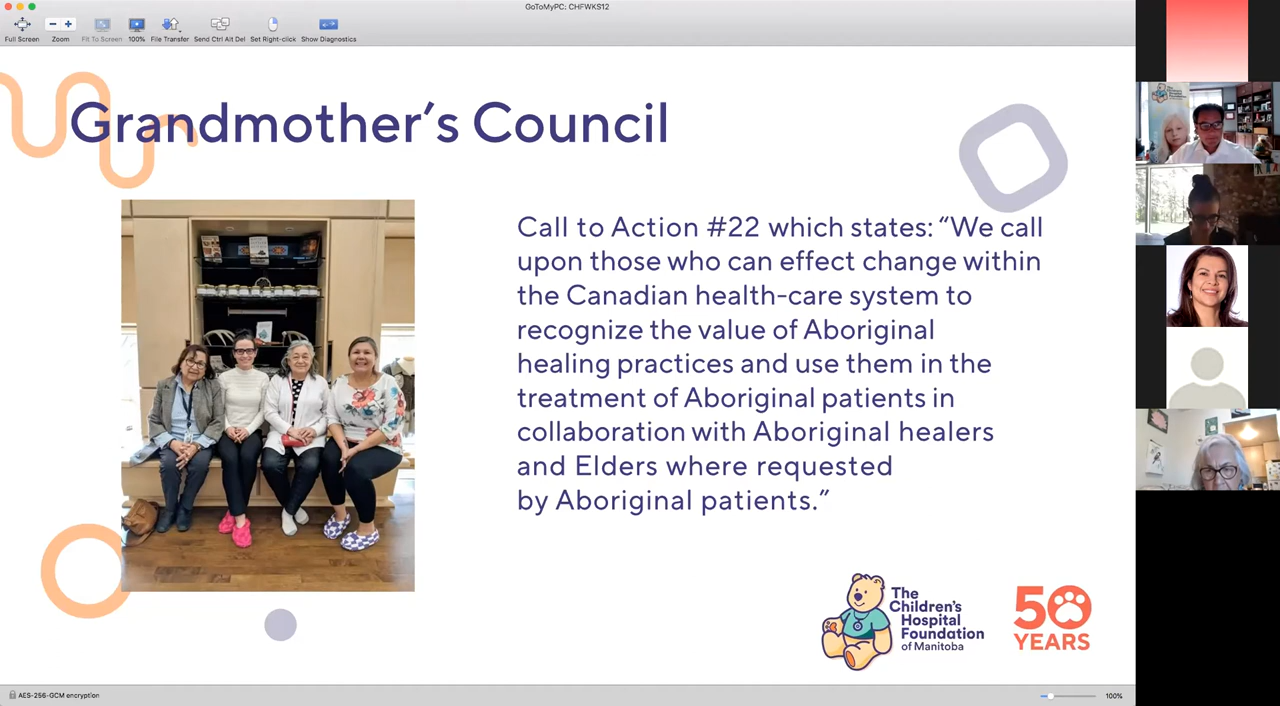 GoToMyPC: CHFWKS12
Full Screen
Zoom
Fit To Screen
100%
File Transfer
Send Ctrl Alt Del
Set Right-click
Show Diagnostics
Grandmother's Council
Call to Action #22 which states: “We call
upon those who can effect change within
the Canadian health-care system to
recognize the value of Aboriginal
healing practices and use them in the
treatment of Aboriginal patients in
collaboration with Aboriginal healers
and Elders where requested
by Aboriginal patients.”
The
Children's
Hospital
Foundation
of Manitoba
50
YEARS
The
Children's
Hospital
Foundation
AES-256-GCM encryption
100%